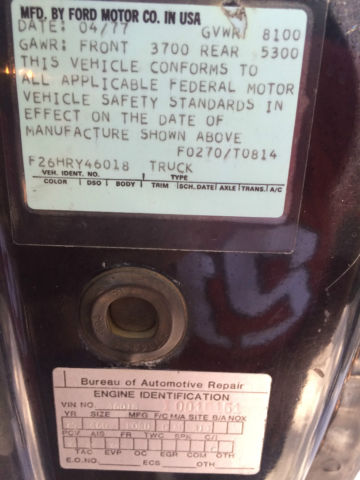 MFD. BY FORD MOTOR CO. IN USA
DATE: 04/77 GVWR: 8100
GAWR: FRONT 3700 REAR 5300
THIS VEHICLE CONFORMS TO
ALL APPLICABLE FEDERAL MOTOR
VEHICLE SAFETY STANDARDS IN
EFFECT ON THE DATE OF
MANUFACTURE SHOWN ABOVE
F0270/T0814
F26HRY46018 TRUCK
VEH. IDENT. NO. TYPE
COLOR DSO BODY TRIM SCH. DATE AXLE TRANS. A/C
Bureau of Automotive Repair
ENGINE IDENTIFICATION
VIN NO
YR SIZE MFG F/C M/A SITE B/A NOX
PCV AIS FR TWC SPK C/I
TAC EVP OC EGR COM OTH
E.O.NO. ECS OTH